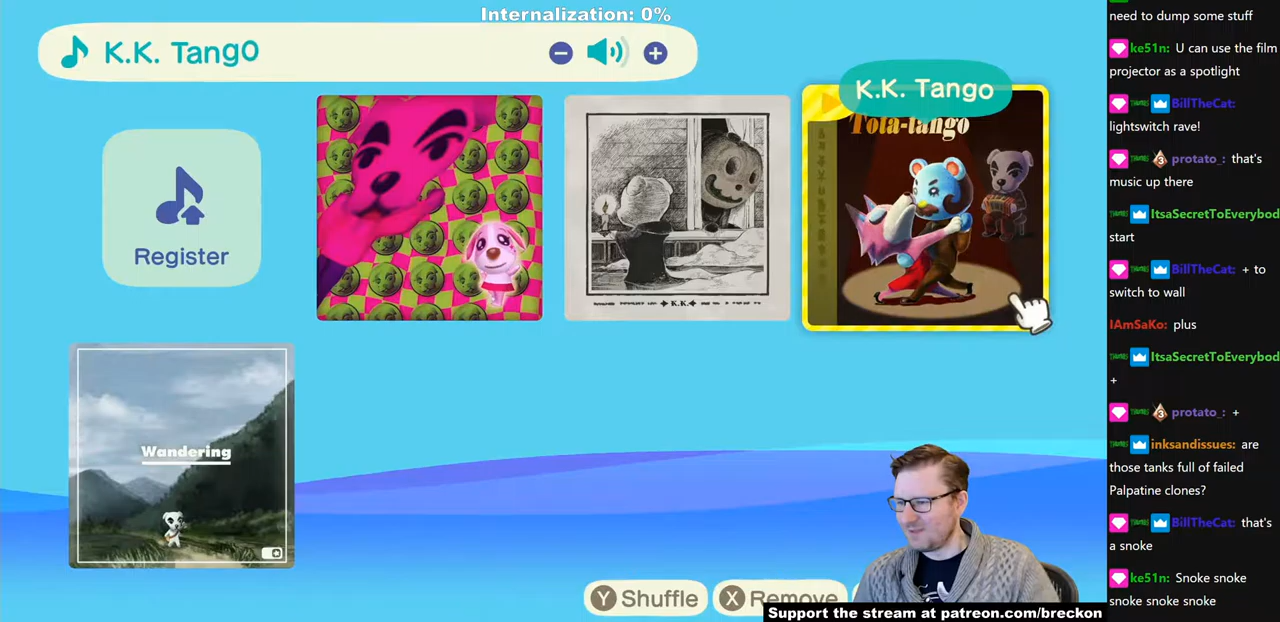 Internalization: 0%
K.K. Tango
K.K. Tango
Tota-tango
Register
K.K.
Wandering
Y Shuffle
X Remove
Support the stream at patreon.com/breckon
need to dump some stuff
ke51n: U can use the film
projector as a spotlight
BillTheCat:
lightswitch rave!
3 protato_: that's
music up there
ItsaSecretToEverybod
start
BillTheCat: + to
switch to wall
IAmSaKo: plus
ItsaSecretToEverybod
+
3 protato_: +
inksandissues: are
those tanks full of failed
Palpatine clones?
BillTheCat: that's
a snoke
ke51n: Snoke snoke
snoke snoke snoke